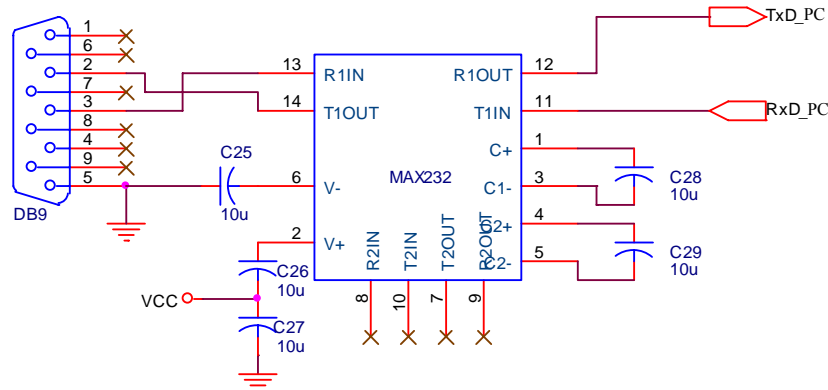 1
6
2
7
3
8
4
9
5
DB9
C25
10u
C26
10u
VCC
C27
10u
13
14
6
2
R1IN
T1OUT
V-
V+
MAX232
R1OUT
T1IN
C+
C1-
C2+
C2-
R2IN
T2IN
T2OUT
R2OUT
8
10
7
9
12
11
1
3
4
5
TxD_PC
RxD_PC
C28
10u
C29
10u